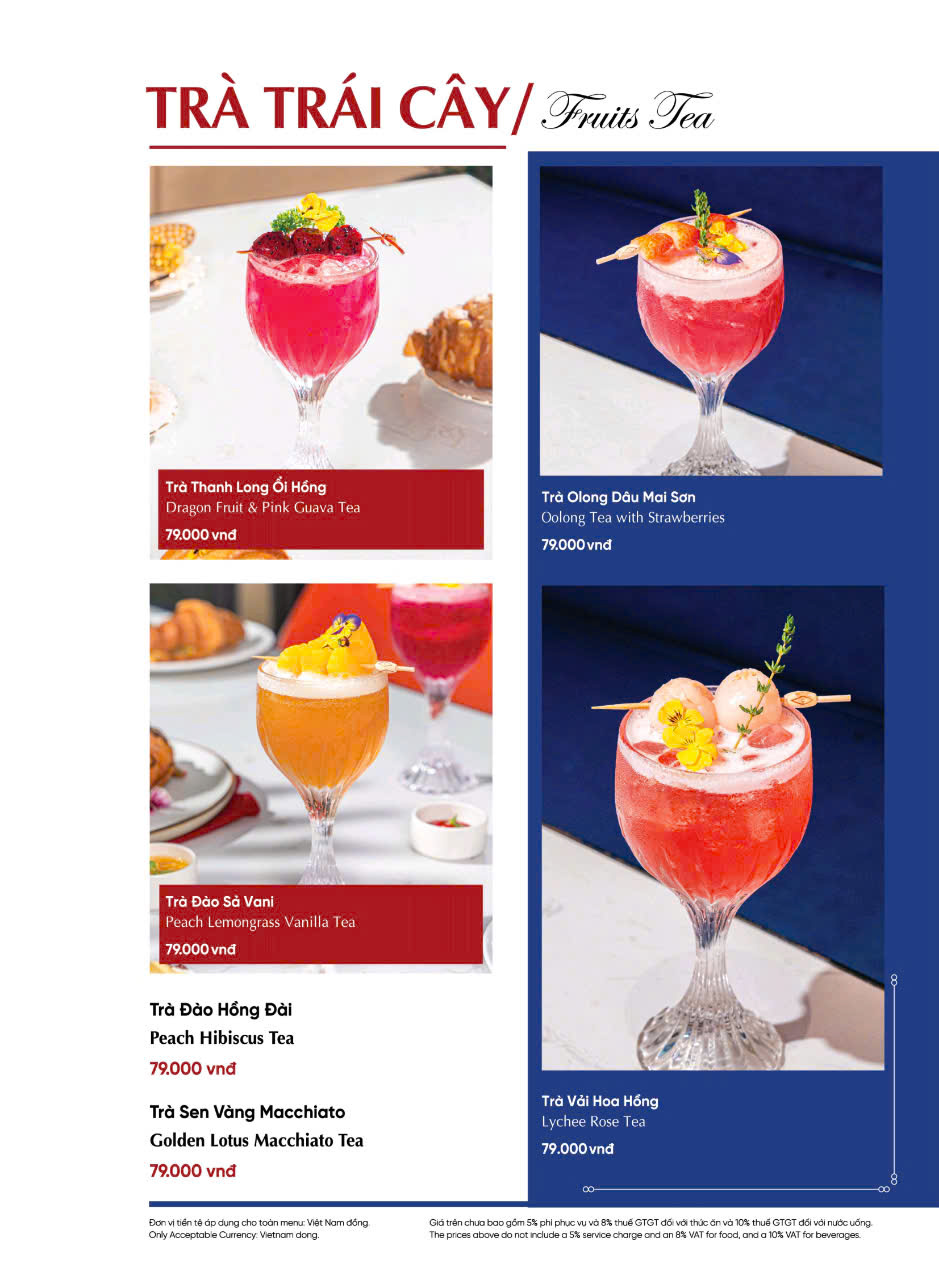 TRÀ TRÁI CÂY/ Fruits Tea
Trà Thanh Long Ổi Hồng
Dragon Fruit & Pink Guava Tea
79.000 vnđ
Trà Đào Sả Vani
Peach Lemongrass Vanilla Tea
79.000 vnđ
Trà Đào Hồng Đài
Peach Hibiscus Tea
79.000 vnđ
Trà Sen Vàng Macchiato
Golden Lotus Macchiato Tea
79.000 vnđ
Trà Olong Dâu Mai Sơn
Oolong Tea with Strawberries
79.000 vnđ
Trà Vải Hoa Hồng
Lychee Rose Tea
79.000 vnđ
Đơn vị tiền tệ áp dụng cho toàn menu: Việt Nam đồng.
Only Acceptable Currency: Vietnam dong.
Giá trên chưa bao gồm 5% phí phục vụ và 8% thuế GTGT đối với thức ăn và 10% thuế GTGT đối với nước uống.
The prices above do not include a 5% service charge and an 8% VAT for food, and a 10% VAT for beverages.